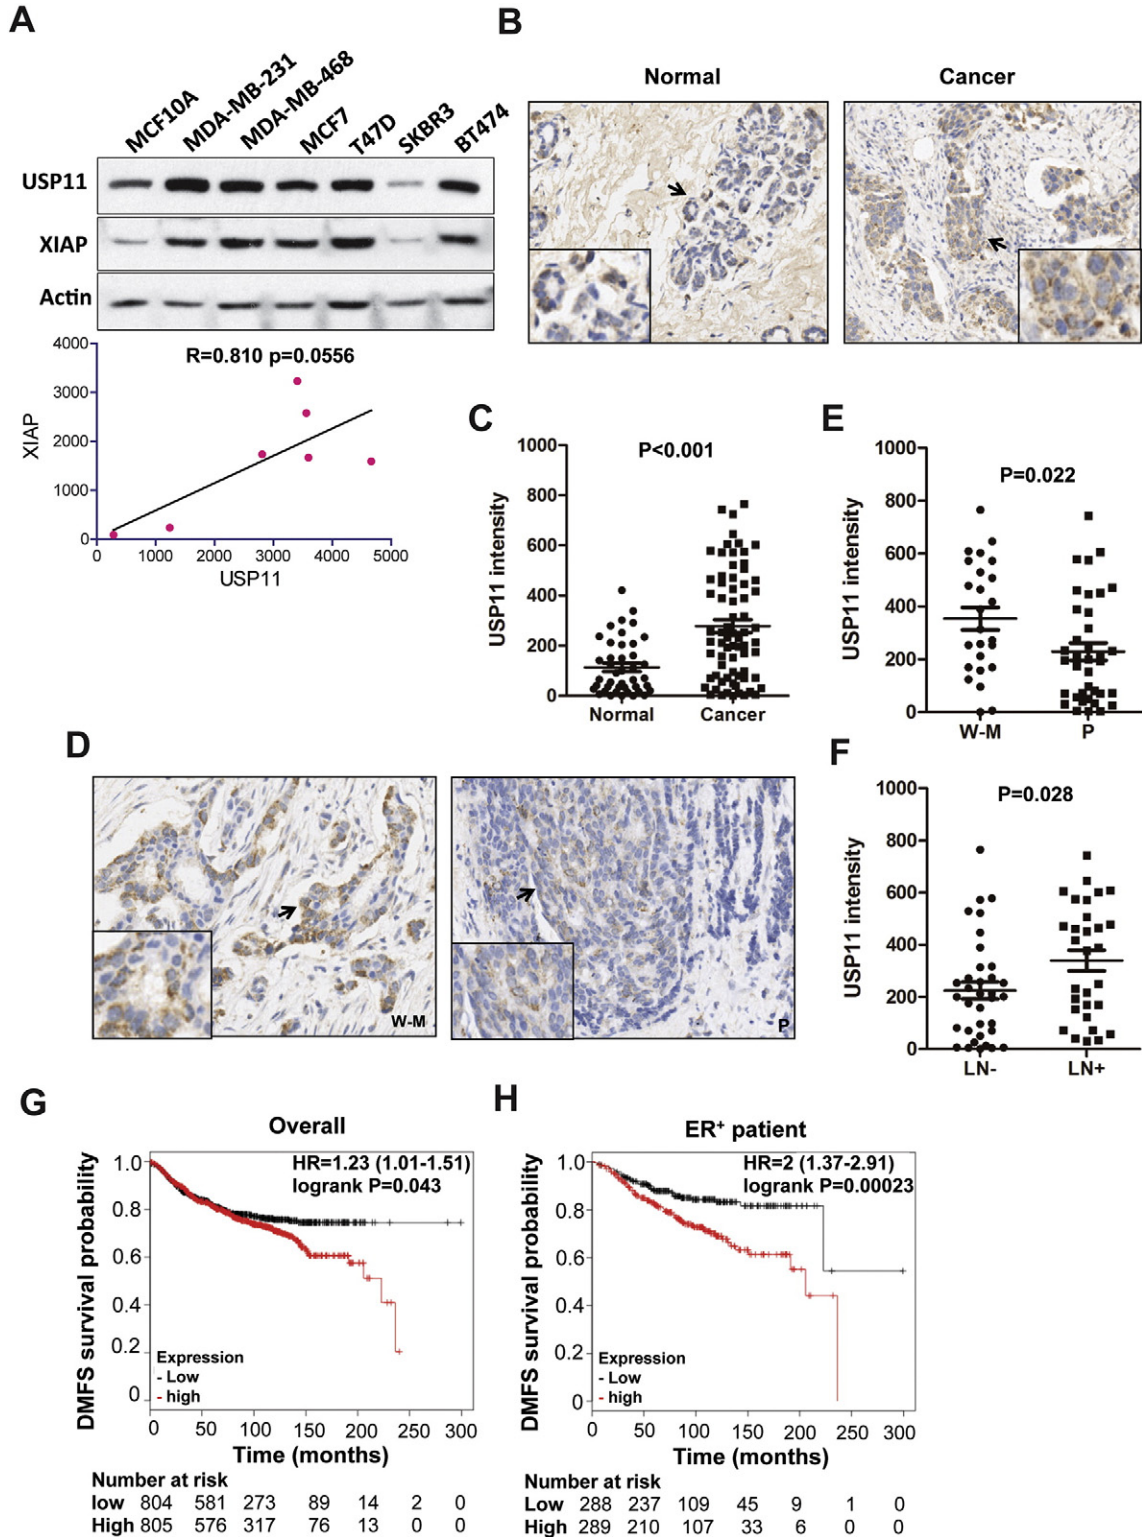 A
MCF10A
MDA-MB-231
MDA-MB-468
MCF7
T47D
SKBR3
BT474
USP11
XIAP
Actin
R=0.810 p=0.0556
XIAP
4000
3000
2000
1000
0
0 1000 2000 3000 4000 5000
USP11
B
Normal
Cancer
C
P<0.001
USP11 intensity
1000
800
600
400
200
0
Normal Cancer
E
P=0.022
USP11 intensity
1000
800
600
400
200
0
W-M P
D
W-M
P
F
P=0.028
USP11 intensity
1000
800
600
400
200
0
LN- LN+
G
Overall
HR=1.23 (1.01-1.51)
logrank P=0.043
DMFS survival probability
1.0
0.8
0.6
0.4
0.2
0
Expression
- Low
- high
0 50 100 150 200 250 300
Time (months)
Number at risk
low 804 581 273 89 14 2 0
High 805 576 317 76 13 0 0
H
ER+ patient
HR=2 (1.37-2.91)
logrank P=0.00023
DMFS survival probability
1.0
0.8
0.6
0.4
0.2
0
Expression
- Low
- high
0 50 100 150 200 250 300
Time (months)
Number at risk
Low 288 237 109 45 9 1 0
High 289 210 107 33 6 0 0